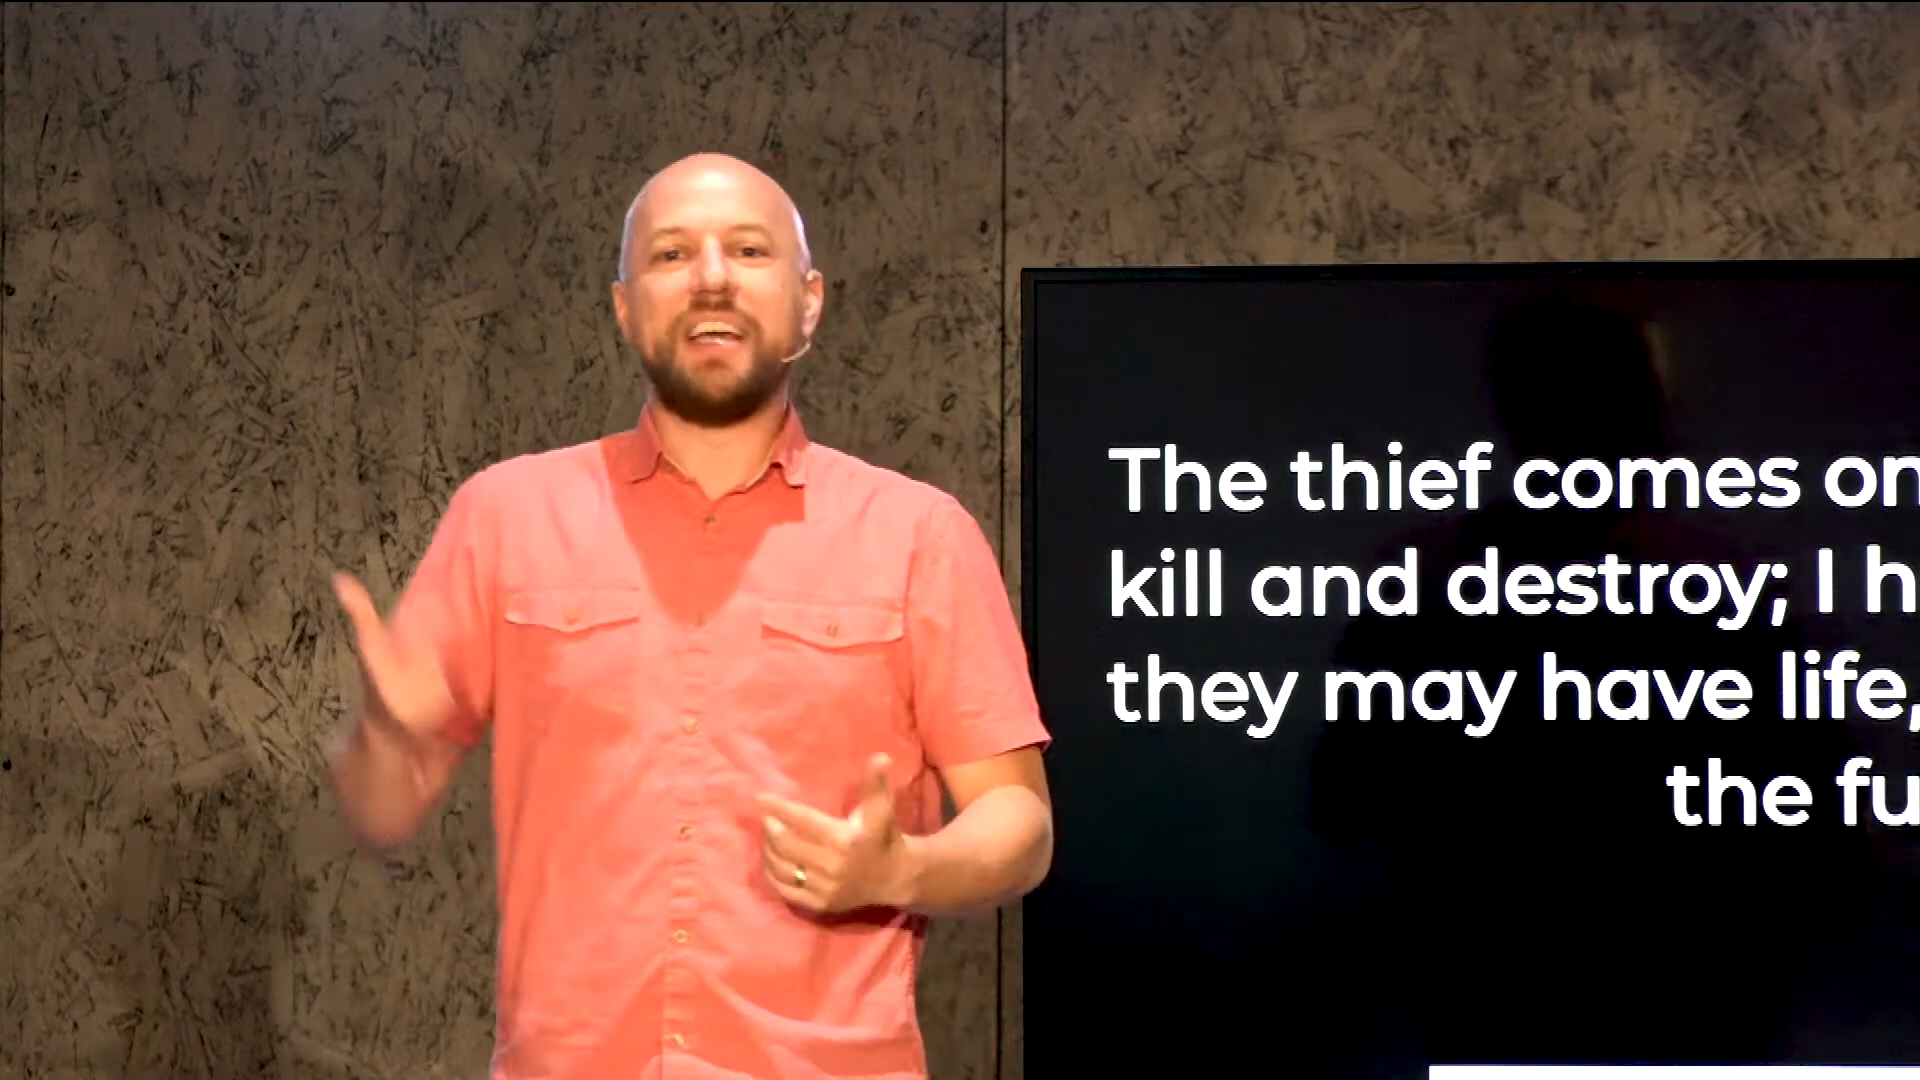 The thief comes on
kill and destroy; I h
they may have life,
the fu